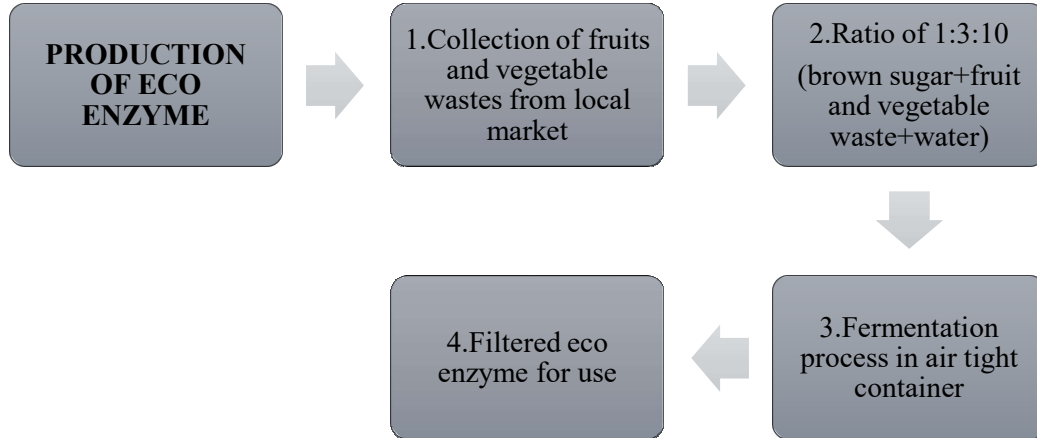 PRODUCTION
OF ECO
ENZYME
1.Collection of fruits
and vegetable
wastes from local
market
2.Ratio of 1:3:10
(brown sugar+fruit
and vegetable
waste+water)
3.Fermentation
process in air tight
container
4.Filtered eco
enzyme for use